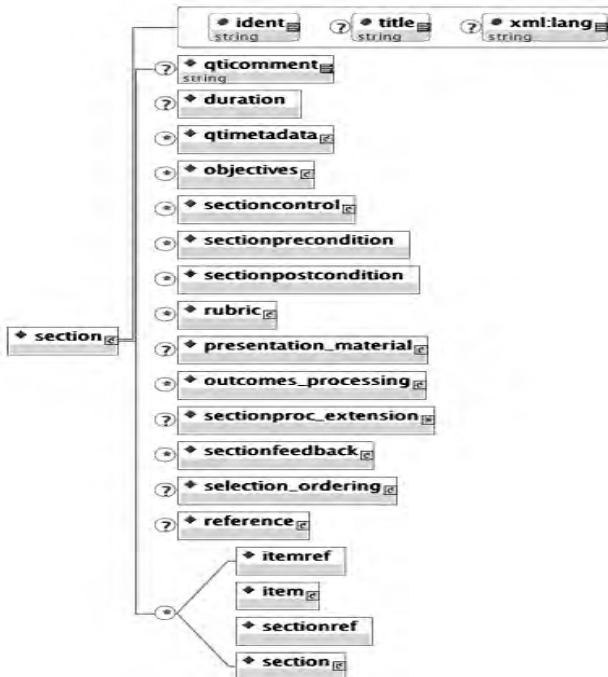 ident ? title ? xml:lang
string string string
? qticomment
string
? duration
* qtimetadata
* objectives
* sectioncontrol
* sectionprecondition
* sectionpostcondition
* rubric
section
? presentation_material
* outcomes_processing
? sectionproc_extension
* sectionfeedback
? selection_ordering
? reference
itemref
item
*
sectionref
section